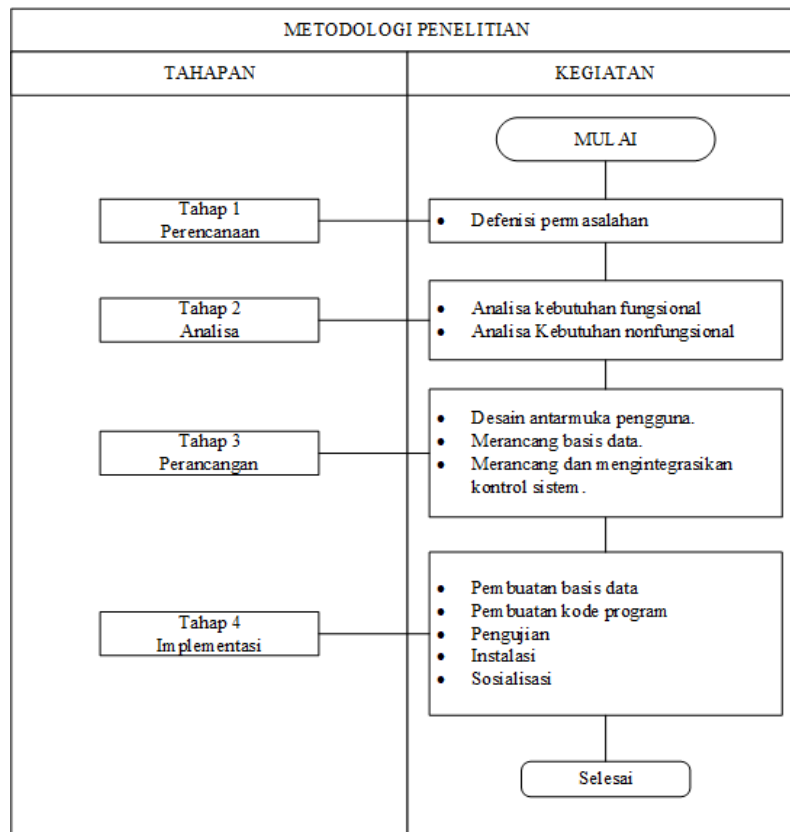 METODOLOGI PENELITIAN
TAHAPAN
KEGIATAN
MULAI
Tahap 1
Perencanaan
• Defenisi permasalahan
Tahap 2
Analisa
• Analisa kebutuhan fungsional
• Analisa Kebutuhan nonfungsional
Tahap 3
Perancangan
• Desain antarmuka pengguna.
• Merancang basis data.
• Merancang dan mengintegrasikan
kontrol sistem.
Tahap 4
Implementasi
• Pembuatan basis data
• Pembuatan kode program
• Pengujian
• Instalasi
• Sosialisasi
Selesai